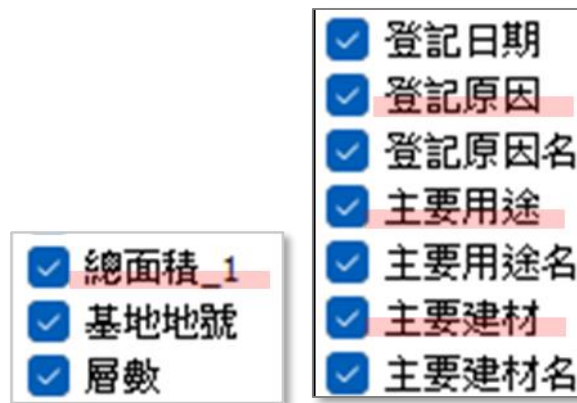 總面積_1
基地地號
層數
登記日期
登記原因
登記原因名
主要用途
主要用途名
主要建材
主要建材名